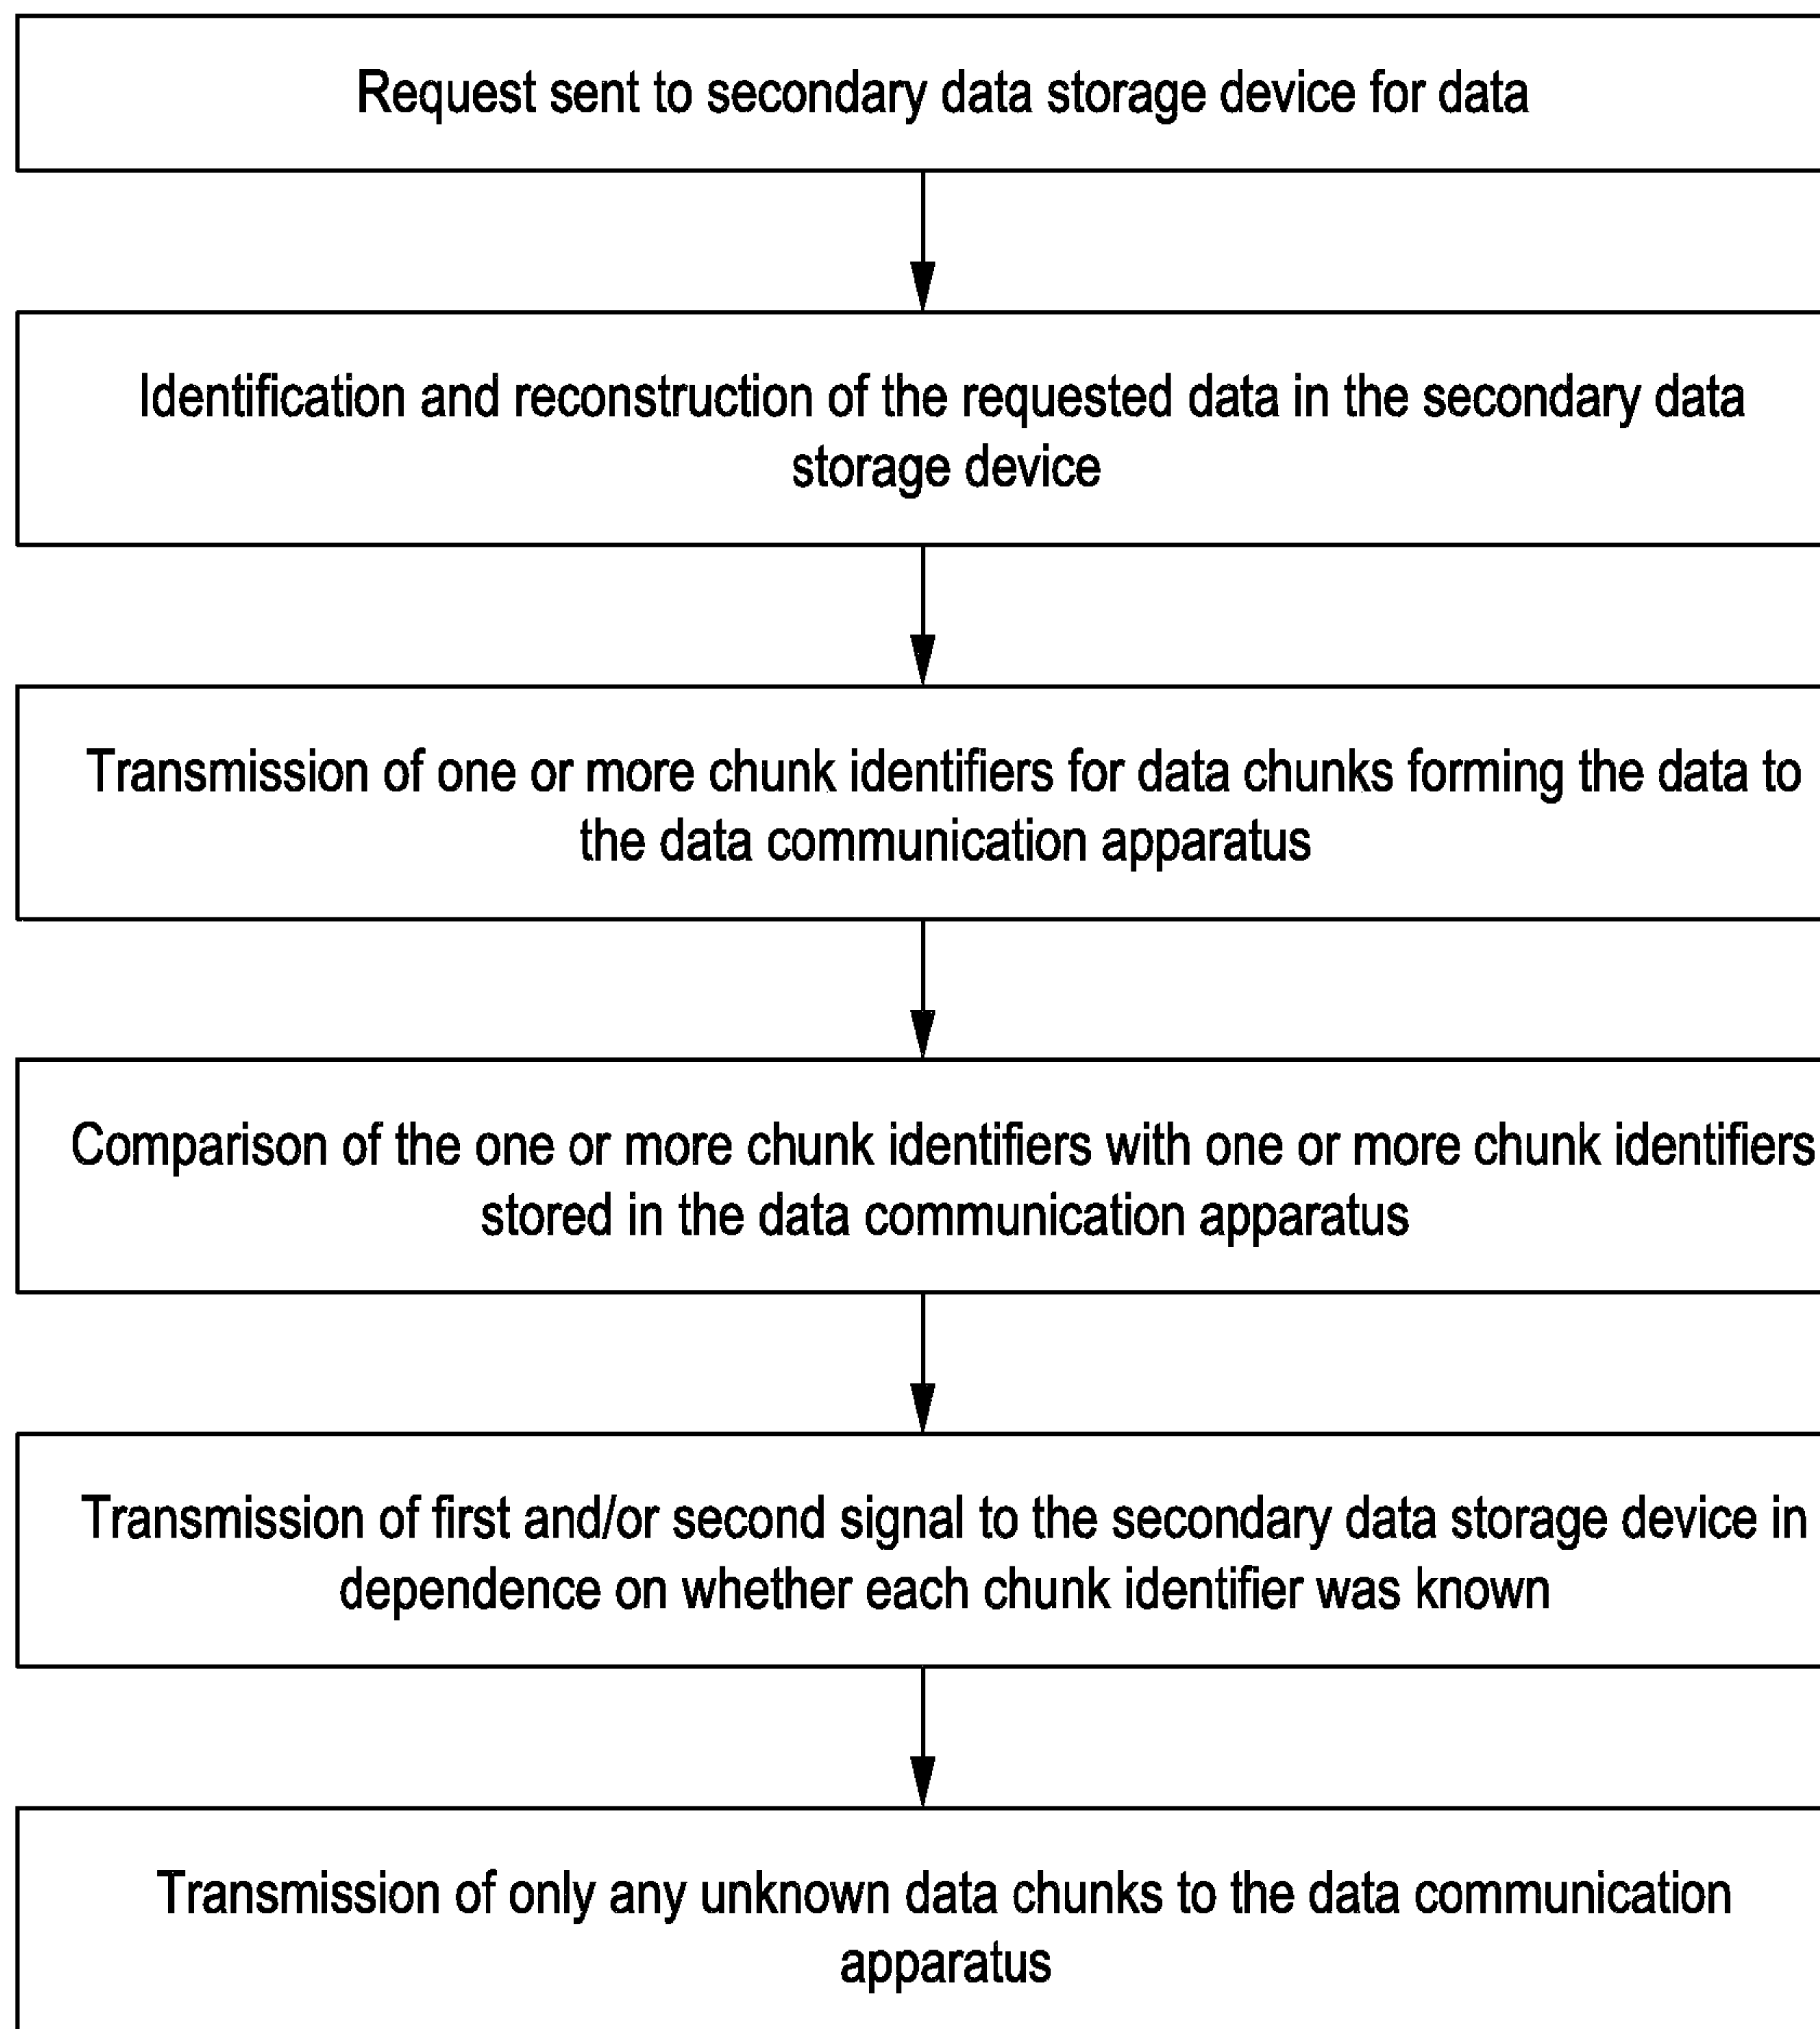 Request sent to secondary data storage device for data
Identification and reconstruction of the requested data in the secondary data
storage device
Transmission of one or more chunk identifiers for data chunks forming the data to
the data communication apparatus
Comparison of the one or more chunk identifiers with one or more chunk identifiers
stored in the data communication apparatus
Transmission of first and/or second signal to the secondary data storage device in
dependence on whether each chunk identifier was known
Transmission of only any unknown data chunks to the data communication
apparatus